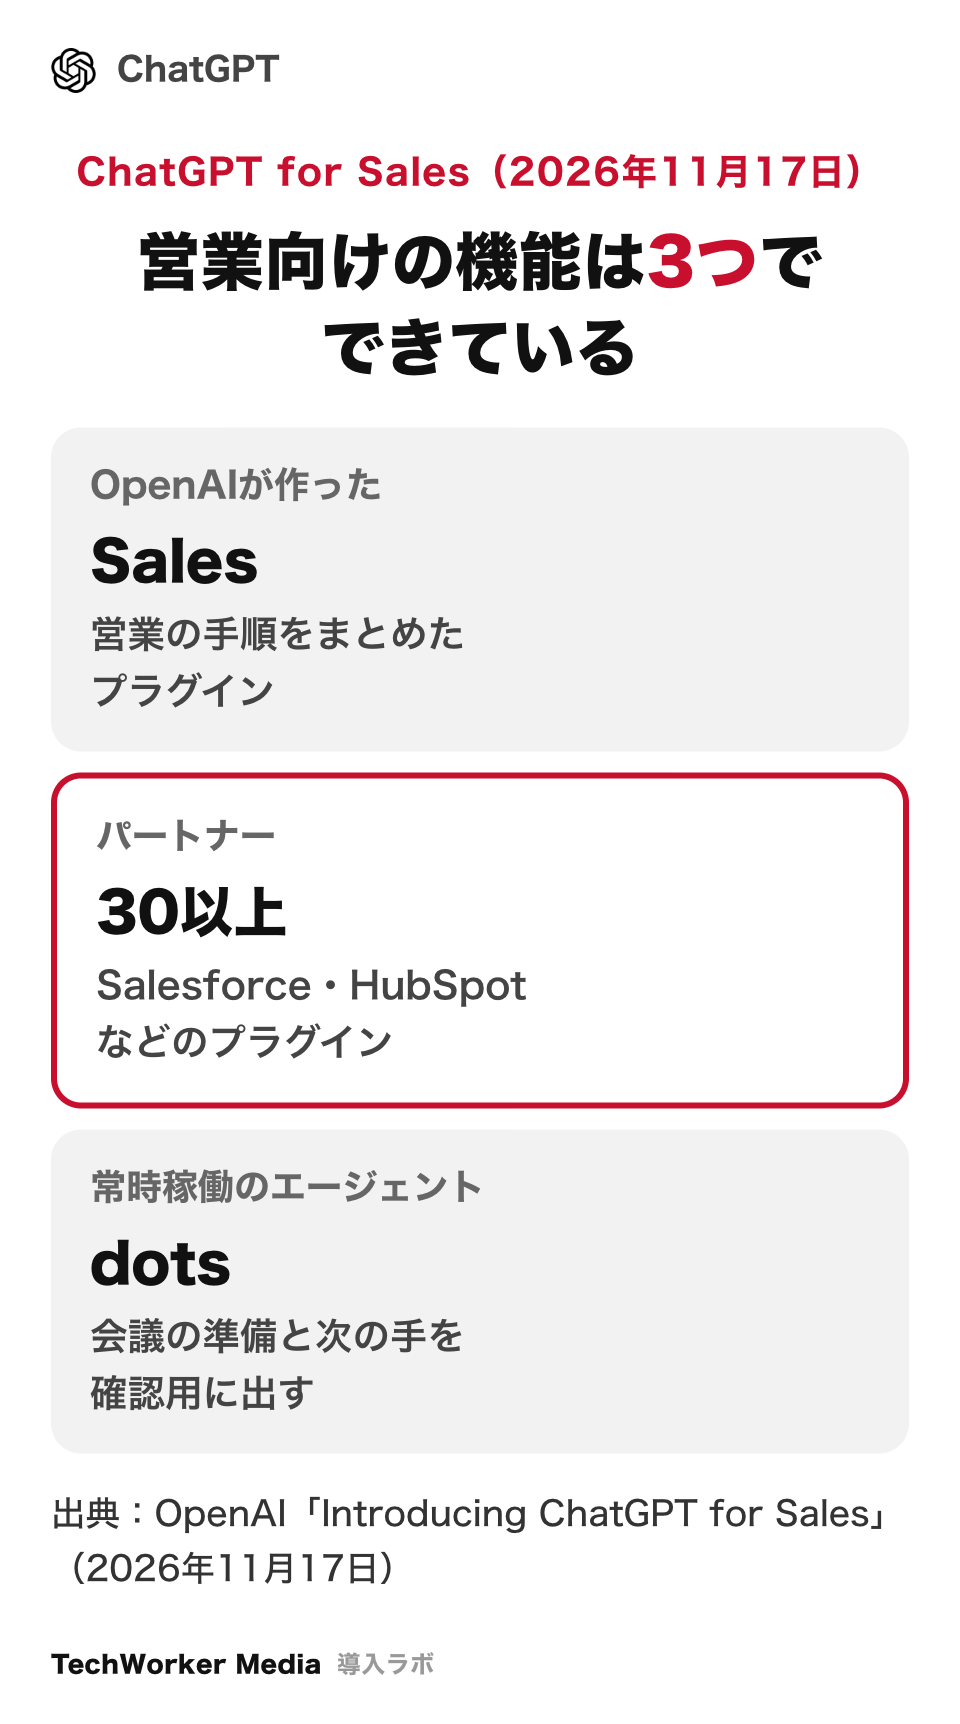 ChatGPT
ChatGPT for Sales（2026年11月17日）
営業向けの機能は3つで
できている
OpenAIが作った
Sales
営業の手順をまとめた
プラグイン
パートナー
30以上
Salesforce・HubSpot
などのプラグイン
常時稼働のエージェント
dots
会議の準備と次の手を
確認用に出す
出典：OpenAI「Introducing ChatGPT for Sales」
（2026年11月17日）
TechWorker Media 導入ラボ